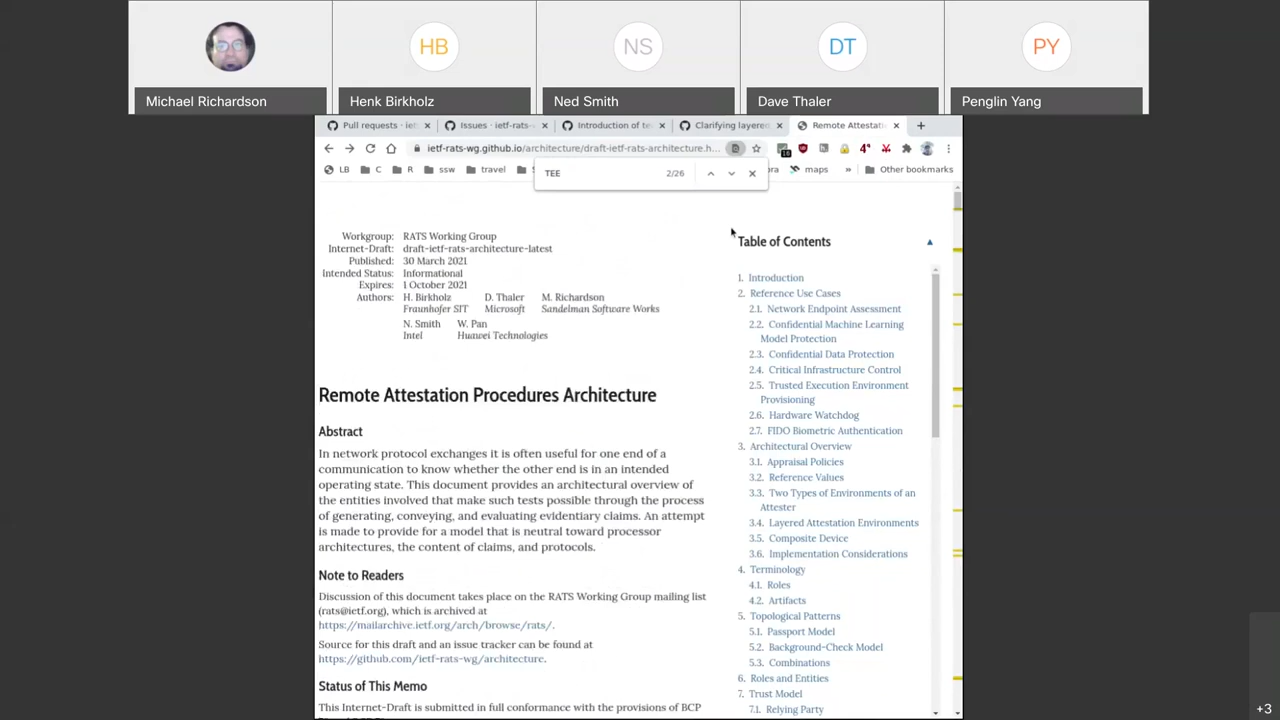 HB
NS
DT
PY
Michael Richardson
Henk Birkholz
Ned Smith
Dave Thaler
Penglin Yang
Pull requests · iet
Issues · ietf-rats-
Introduction of te
Clarifying layered
Remote Attestati
ietf-rats-wg.github.io/architecture/draft-ietf-rats-architecture.h...
LB
C
R
ssw
travel
maps
»
Other bookmarks
TEE
2/26
Workgroup: RATS Working Group
Internet-Draft: draft-ietf-rats-architecture-latest
Published: 30 March 2021
Intended Status: Informational
Expires: 1 October 2021
Authors: H. Birkholz D. Thaler M. Richardson
Fraunhofer SIT Microsoft Sandelman Software Works
N. Smith W. Pan
Intel Huawei Technologies
Remote Attestation Procedures Architecture
Abstract
In network protocol exchanges it is often useful for one end of a
communication to know whether the other end is in an intended
operating state. This document provides an architectural overview of
the entities involved that make such tests possible through the process
of generating, conveying, and evaluating evidentiary claims. An attempt
is made to provide for a model that is neutral toward processor
architectures, the content of claims, and protocols.
Note to Readers
Discussion of this document takes place on the RATS Working Group mailing list
(rats@ietf.org), which is archived at
https://mailarchive.ietf.org/arch/browse/rats/.
Source for this draft and an issue tracker can be found at
https://github.com/ietf-rats-wg/architecture.
Status of This Memo
This Internet-Draft is submitted in full conformance with the provisions of BCP
Table of Contents
1. Introduction
2. Reference Use Cases
2.1. Network Endpoint Assessment
2.2. Confidential Machine Learning
Model Protection
2.3. Confidential Data Protection
2.4. Critical Infrastructure Control
2.5. Trusted Execution Environment
Provisioning
2.6. Hardware Watchdog
2.7. FIDO Biometric Authentication
3. Architectural Overview
3.1. Appraisal Policies
3.2. Reference Values
3.3. Two Types of Environments of an
Attester
3.4. Layered Attestation Environments
3.5. Composite Device
3.6. Implementation Considerations
4. Terminology
4.1. Roles
4.2. Artifacts
5. Topological Patterns
5.1. Passport Model
5.2. Background-Check Model
5.3. Combinations
6. Roles and Entities
7. Trust Model
7.1. Relying Party
+3